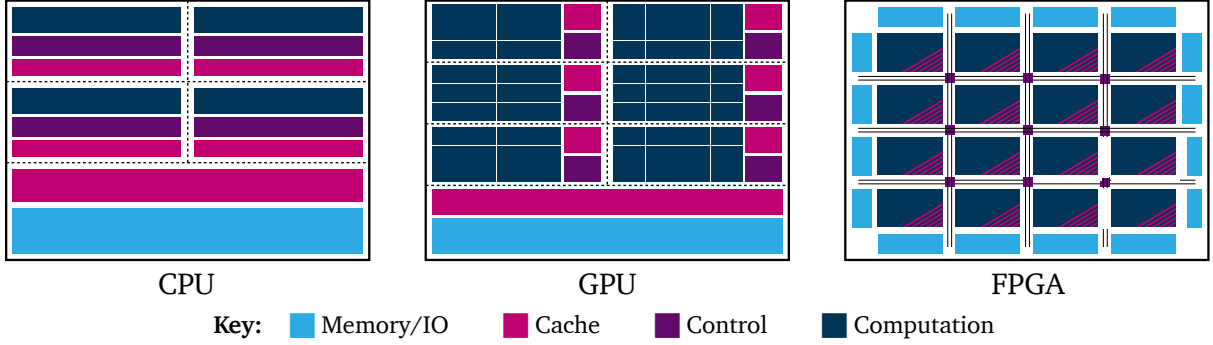 CPU
GPU
FPGA
Key: Memory/IO Cache Control Computation